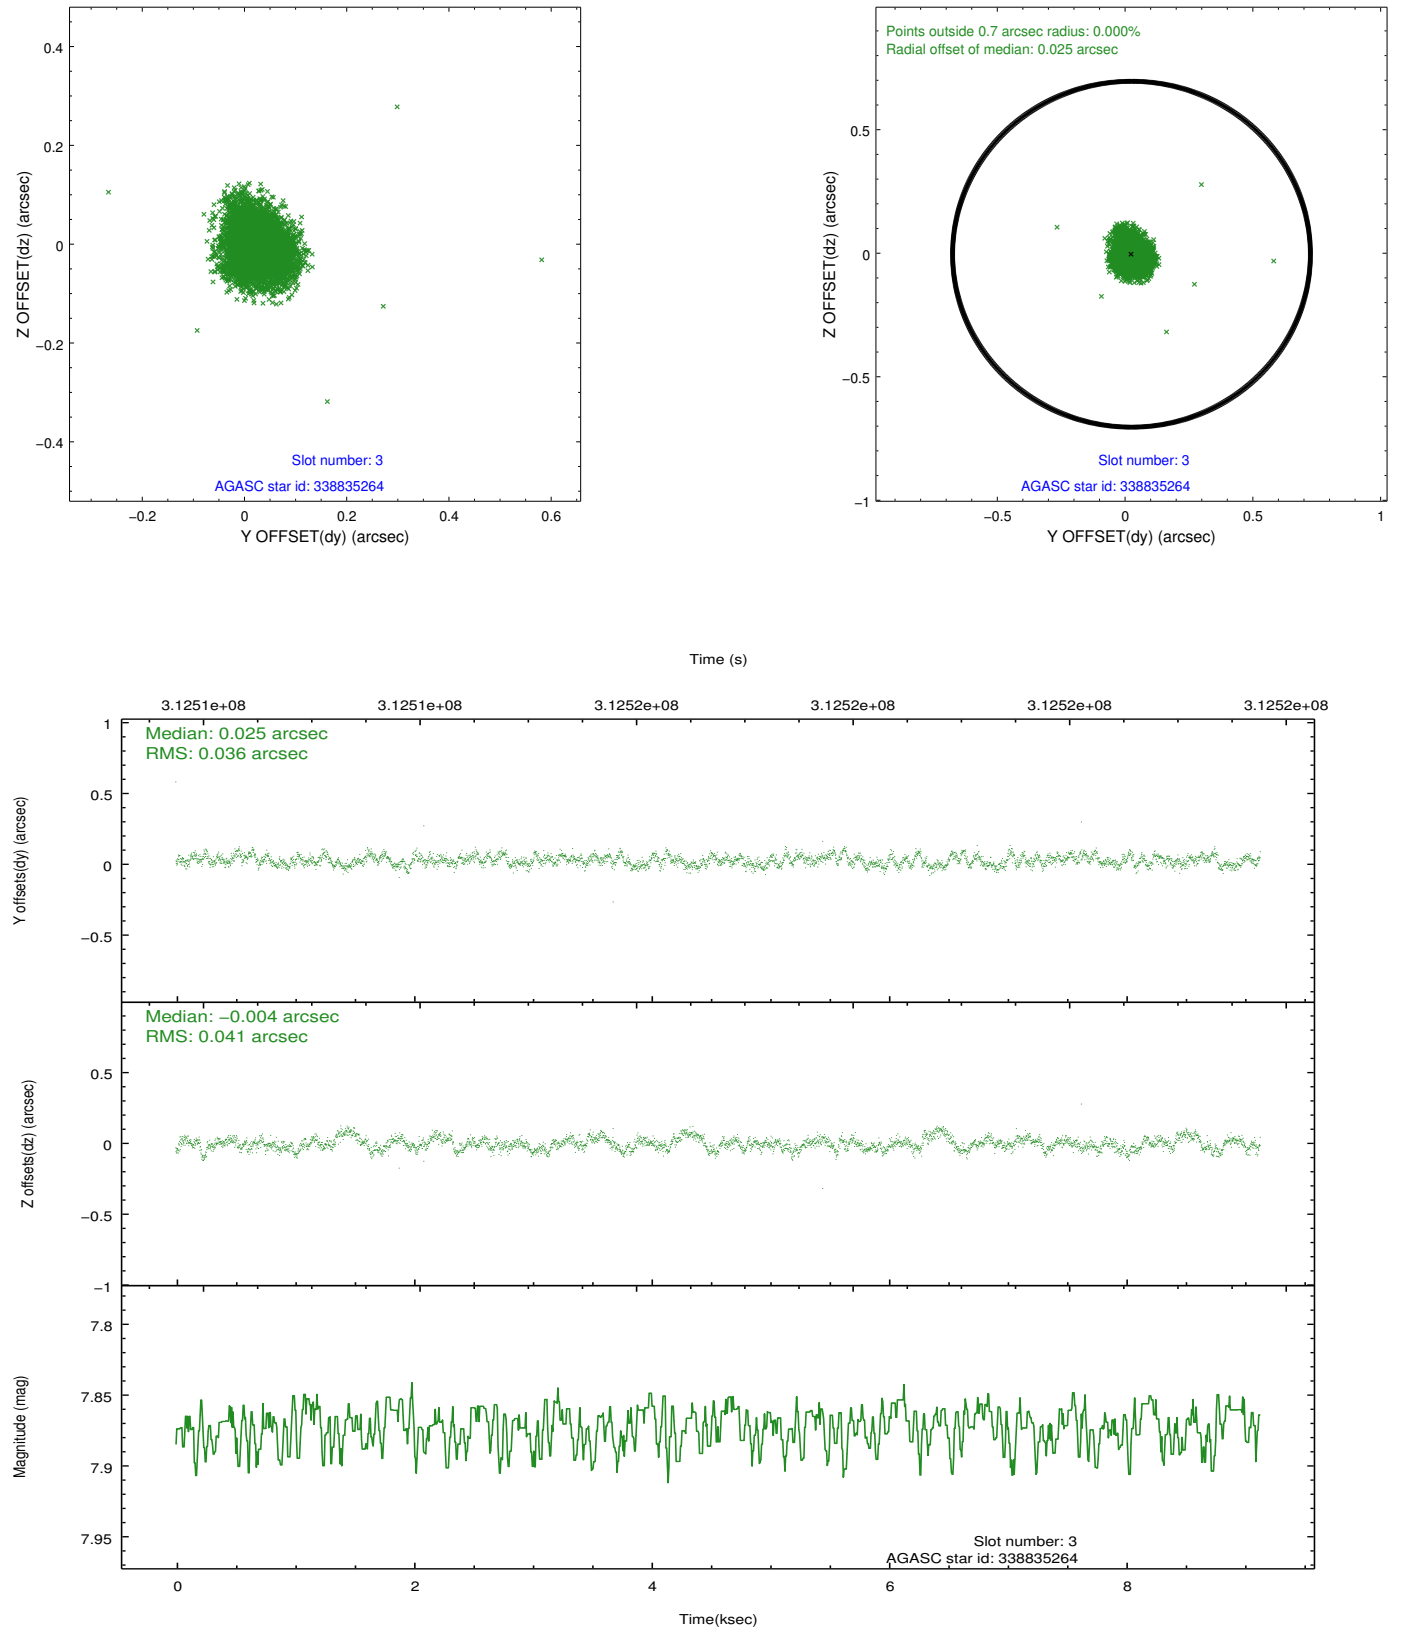 0.4
0.2
0
−0.2
−0.4
Z OFFSET(dz) (arcsec)
Slot number: 3
AGASC star id: 338835264
−0.2 0 0.2 0.4 0.6
Y OFFSET(dy) (arcsec)
Points outside 0.7 arcsec radius: 0.000%
Radial offset of median: 0.025 arcsec
0.5
0
−0.5
−1
Z OFFSET(dz) (arcsec)
Slot number: 3
AGASC star id: 338835264
−0.5 0 0.5 1
Y OFFSET(dy) (arcsec)
Time (s)
3.1251e+08 3.1251e+08 3.1252e+08 3.1252e+08 3.1252e+08 3.1252e+08
Median: 0.025 arcsec
RMS: 0.036 arcsec
1
0.5
0
−0.5
Y offsets(dy) (arcsec)
Median: −0.004 arcsec
RMS: 0.041 arcsec
0.5
0
−0.5
−1
Z offsets(dz) (arcsec)
7.8
7.85
7.9
7.95
Magnitude (mag)
Slot number: 3
AGASC star id: 338835264
0 2 4 6 8
Time(ksec)